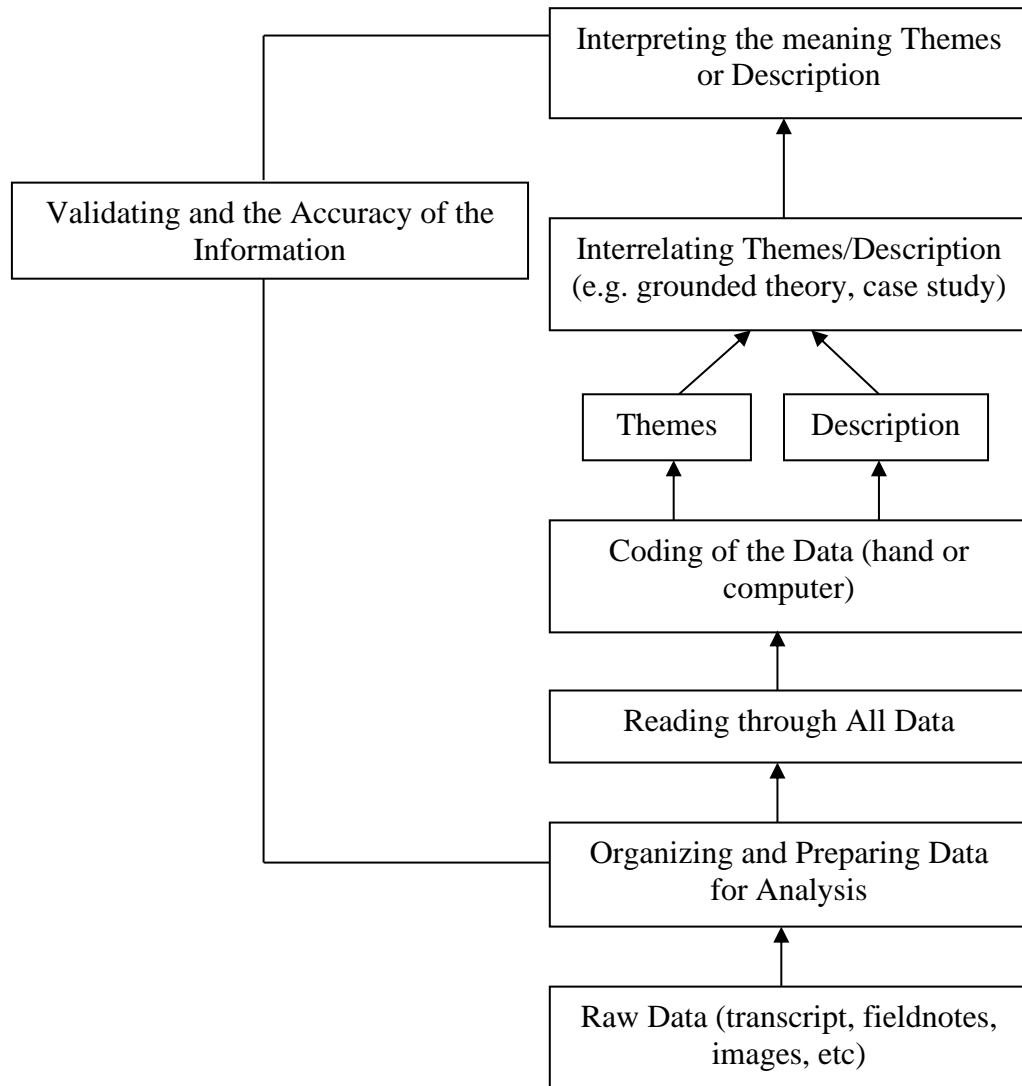 Interpreting the meaning Themes
or Description
Validating and the Accuracy of the
Information
Interrelating Themes/Description
(e.g. grounded theory, case study)
Themes
Description
Coding of the Data (hand or
computer)
Reading through All Data
Organizing and Preparing Data
for Analysis
Raw Data (transcript, fieldnotes,
images, etc)